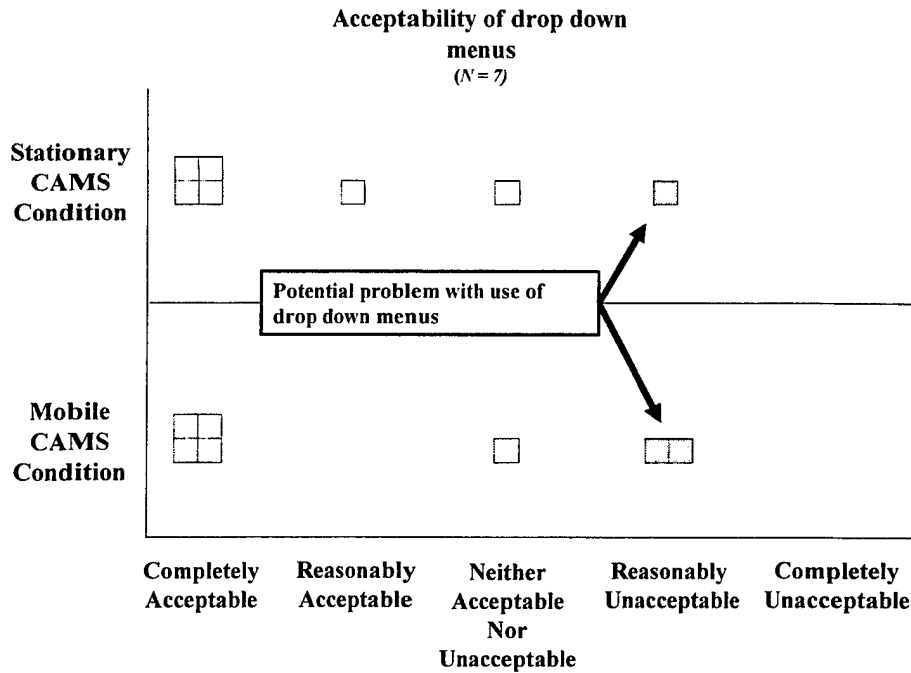 Acceptability of drop down
menus
(N = 7)
Stationary
CAMS
Condition
Potential problem with use of
drop down menus
Mobile
CAMS
Condition
Completely
Acceptable
Reasonably
Acceptable
Neither
Acceptable
Nor
Unacceptable
Reasonably
Unacceptable
Completely
Unacceptable